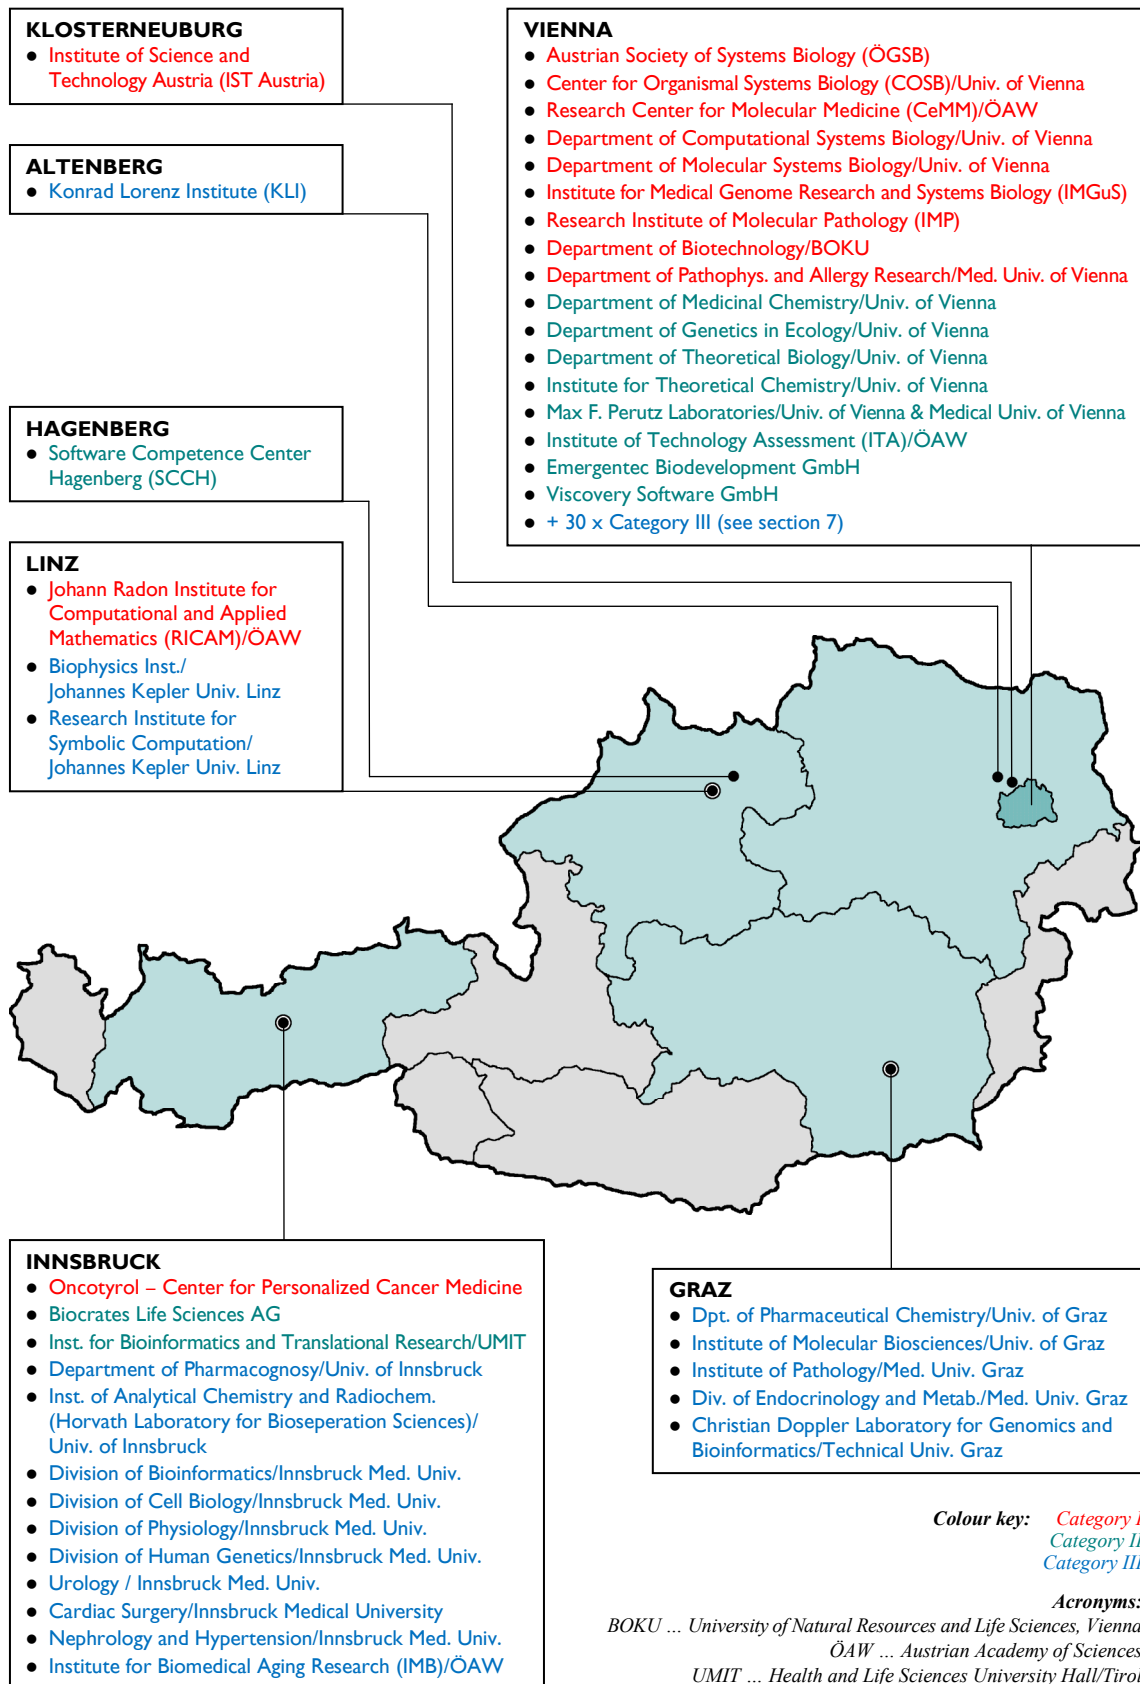 KLOSTERNEUBURG
● Institute of Science and
Technology Austria (IST Austria)
ALTENBERG
● Konrad Lorenz Institute (KLI)
HAGENBERG
● Software Competence Center
Hagenberg (SCCH)
LINZ
● Johann Radon Institute for
Computational and Applied
Mathematics (RICAM)/ÖAW
● Biophysics Inst./
Johannes Kepler Univ. Linz
● Research Institute for
Symbolic Computation/
Johannes Kepler Univ. Linz
VIENNA
● Austrian Society of Systems Biology (ÖGSB)
● Center for Organismal Systems Biology (COSB)/Univ. of Vienna
● Research Center for Molecular Medicine (CeMM)/ÖAW
● Department of Computational Systems Biology/Univ. of Vienna
● Department of Molecular Systems Biology/Univ. of Vienna
● Institute for Medical Genome Research and Systems Biology (IMGuS)
● Research Institute of Molecular Pathology (IMP)
● Department of Biotechnology/BOKU
● Department of Pathophys. and Allergy Research/Med. Univ. of Vienna
● Department of Medicinal Chemistry/Univ. of Vienna
● Department of Genetics in Ecology/Univ. of Vienna
● Department of Theoretical Biology/Univ. of Vienna
● Institute for Theoretical Chemistry/Univ. of Vienna
● Max F. Perutz Laboratories/Univ. of Vienna & Medical Univ. of Vienna
● Institute of Technology Assessment (ITA)/ÖAW
● Emergentec Biodevelopment GmbH
● Viscovery Software GmbH
● + 30 x Category III (see section 7)
INNSBRUCK
● Oncotyrol – Center for Personalized Cancer Medicine
● Biocrates Life Sciences AG
● Inst. for Bioinformatics and Translational Research/UMIT
● Department of Pharmacognosy/Univ. of Innsbruck
● Inst. of Analytical Chemistry and Radiochem.
(Horvath Laboratory for Bioseperation Sciences)/
Univ. of Innsbruck
● Division of Bioinformatics/Innsbruck Med. Univ.
● Division of Cell Biology/Innsbruck Med. Univ.
● Division of Physiology/Innsbruck Med. Univ.
● Division of Human Genetics/Innsbruck Med. Univ.
● Urology / Innsbruck Med. Univ.
● Cardiac Surgery/Innsbruck Medical University
● Nephrology and Hypertension/Innsbruck Med. Univ.
● Institute for Biomedical Aging Research (IMB)/ÖAW
GRAZ
● Dpt. of Pharmaceutical Chemistry/Univ. of Graz
● Institute of Molecular Biosciences/Univ. of Graz
● Institute of Pathology/Med. Univ. Graz
● Div. of Endocrinology and Metab./Med. Univ. Graz
● Christian Doppler Laboratory for Genomics and
Bioinformatics/Technical Univ. Graz
Colour key: Category I
Category II
Category III
Acronyms:
BOKU ... University of Natural Resources and Life Sciences, Vienna
ÖAW ... Austrian Academy of Sciences
UMIT ... Health and Life Sciences University Hall/Tirol